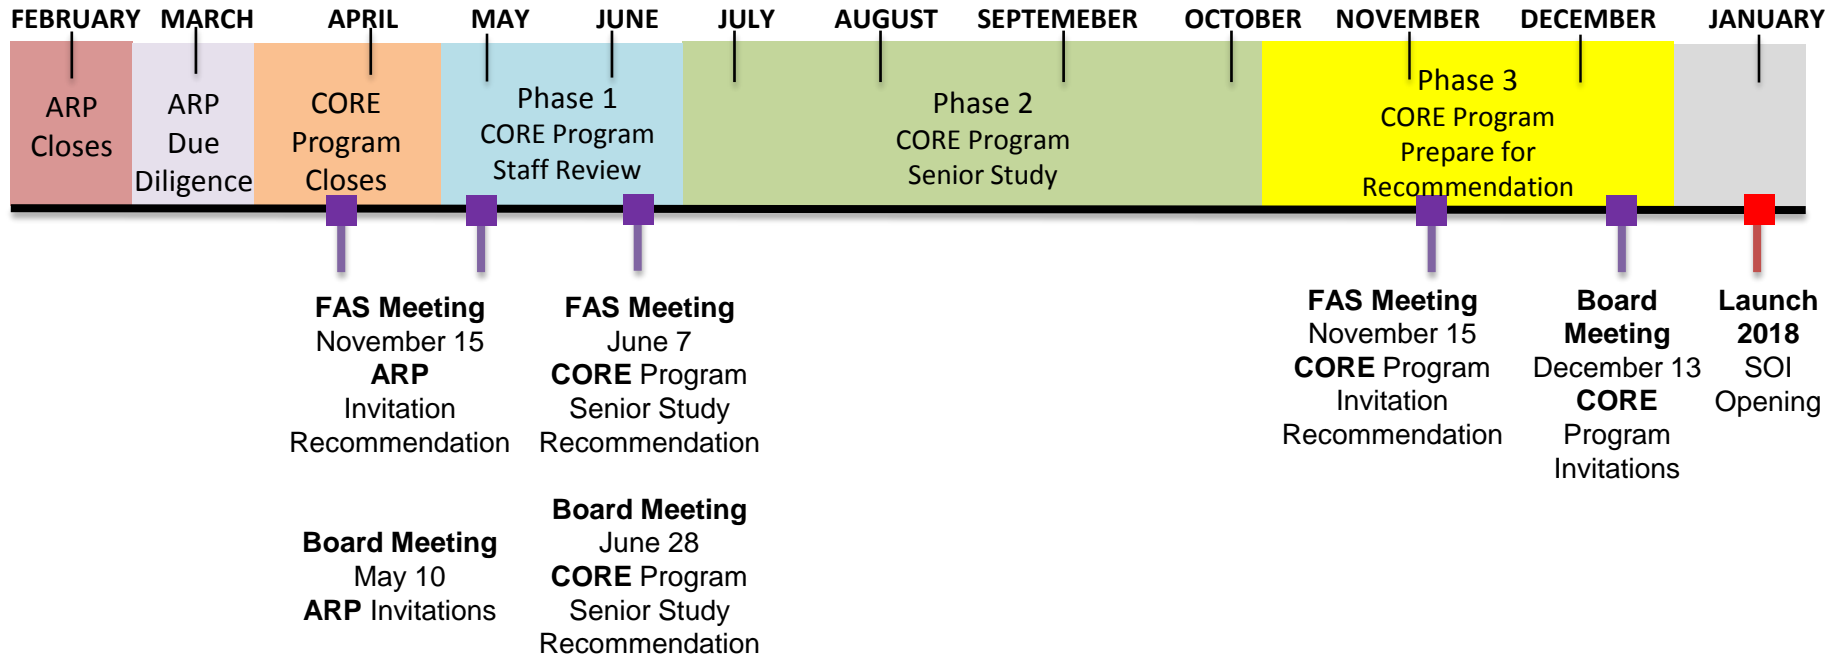 FEBRUARY MARCH APRIL MAY JUNE JULY AUGUST SEPTEMEBER OCTOBER NOVEMBER DECEMBER JANUARY
ARP
Closes
ARP
Due
Diligence
CORE
Program
Closes
Phase 1
CORE Program
Staff Review
Phase 2
CORE Program
Senior Study
Phase 3
CORE Program
Prepare for
Recommendation
FAS Meeting
November 15
ARP
Invitation
Recommendation
Board Meeting
May 10
ARP Invitations
FAS Meeting
June 7
CORE Program
Senior Study
Recommendation
Board Meeting
June 28
CORE Program
Senior Study
Recommendation
FAS Meeting
November 15
CORE Program
Invitation
Recommendation
Board
Meeting
December 13
CORE
Program
Invitations
Launch
2018
SOI
Opening